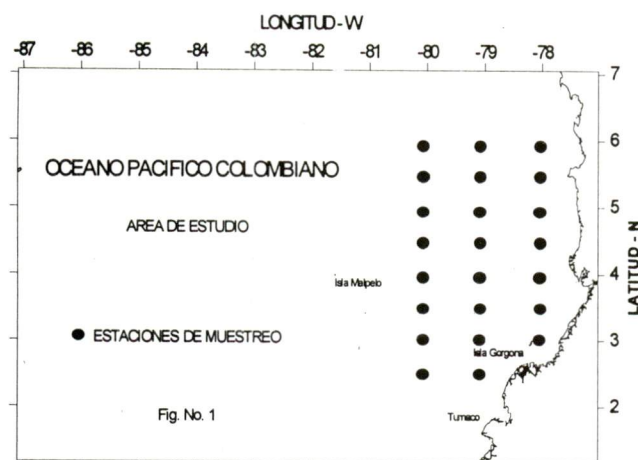 LONGITUD - W
-87 -86 -85 -84 -83 -82 -81 -80 -79 -78
7
6
OCEANO PACIFICO COLOMBIANO
5
AREA DE ESTUDIO
LATITUD - N
4
Isla Malpelo
3
ESTACIONES DE MUESTREO
Isla Gorgona
2
Fig. No. 1
Tumaco